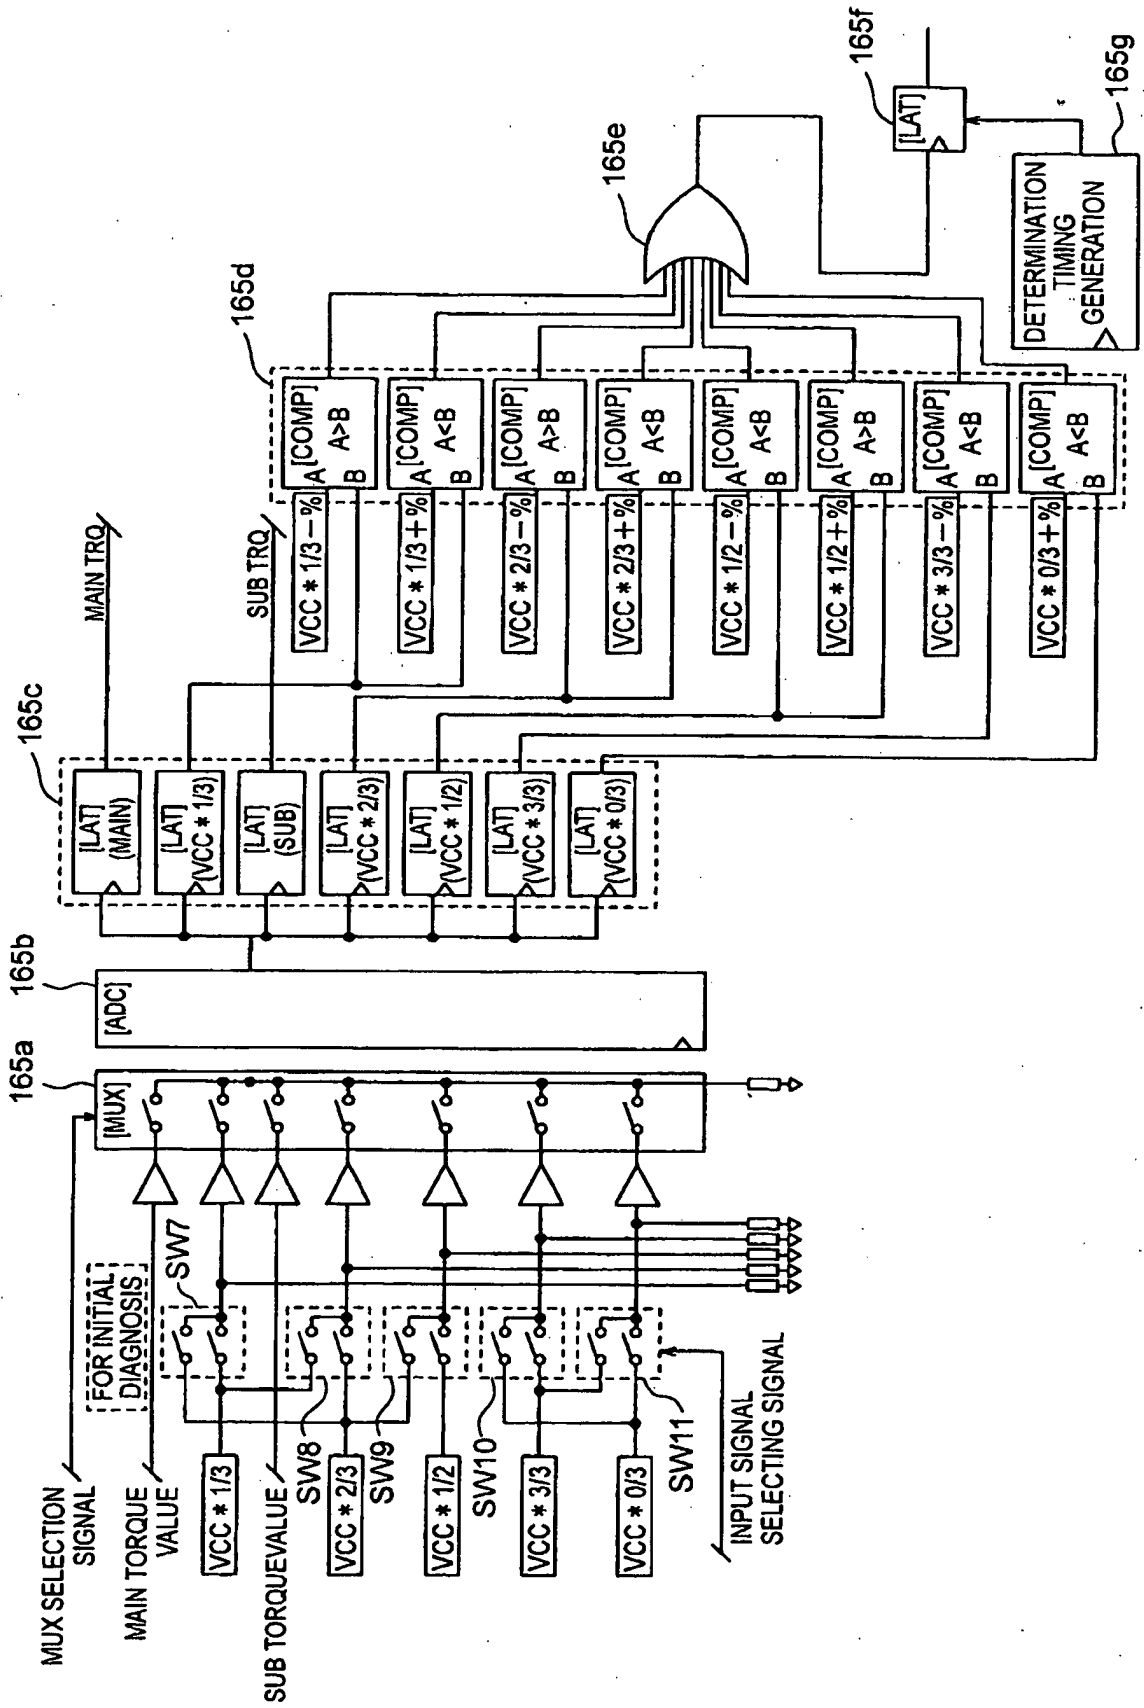 MUX SELECTION
SIGNAL
MAIN TORQUE
VALUE
FOR INITIAL
DIAGNOSIS
SW7
VCC * 1/3
SW8
VCC * 2/3
SW9
SUB TORQUEVALUE
VCC * 1/2
SW10
VCC * 3/3
SW11
VCC * 0/3
INPUT SIGNAL
SELECTING SIGNAL
165a
[MUX]
165b
[ADC]
165c
[LAT]
(MAIN)
[LAT]
(VCC * 1/3)
[LAT]
(SUB)
[LAT]
(VCC * 2/3)
[LAT]
(VCC * 1/2)
[LAT]
(VCC * 3/3)
[LAT]
(VCC * 0/3)
MAIN TRQ
SUB TRQ
165d
VCC * 1/3-%
A [COMP]
A>B
B
VCC * 1/3+%
A [COMP]
A<B
B
VCC * 2/3-%
A [COMP]
A>B
B
VCC * 2/3+%
A [COMP]
A<B
B
VCC * 1/2-%
A [COMP]
A<B
B
VCC * 1/2+%
A [COMP]
A>B
B
VCC * 3/3-%
A [COMP]
A<B
B
VCC * 0/3+%
A [COMP]
A<B
B
165e
165f
[LAT]
165g
DETERMINATION
TIMING
GENERATION